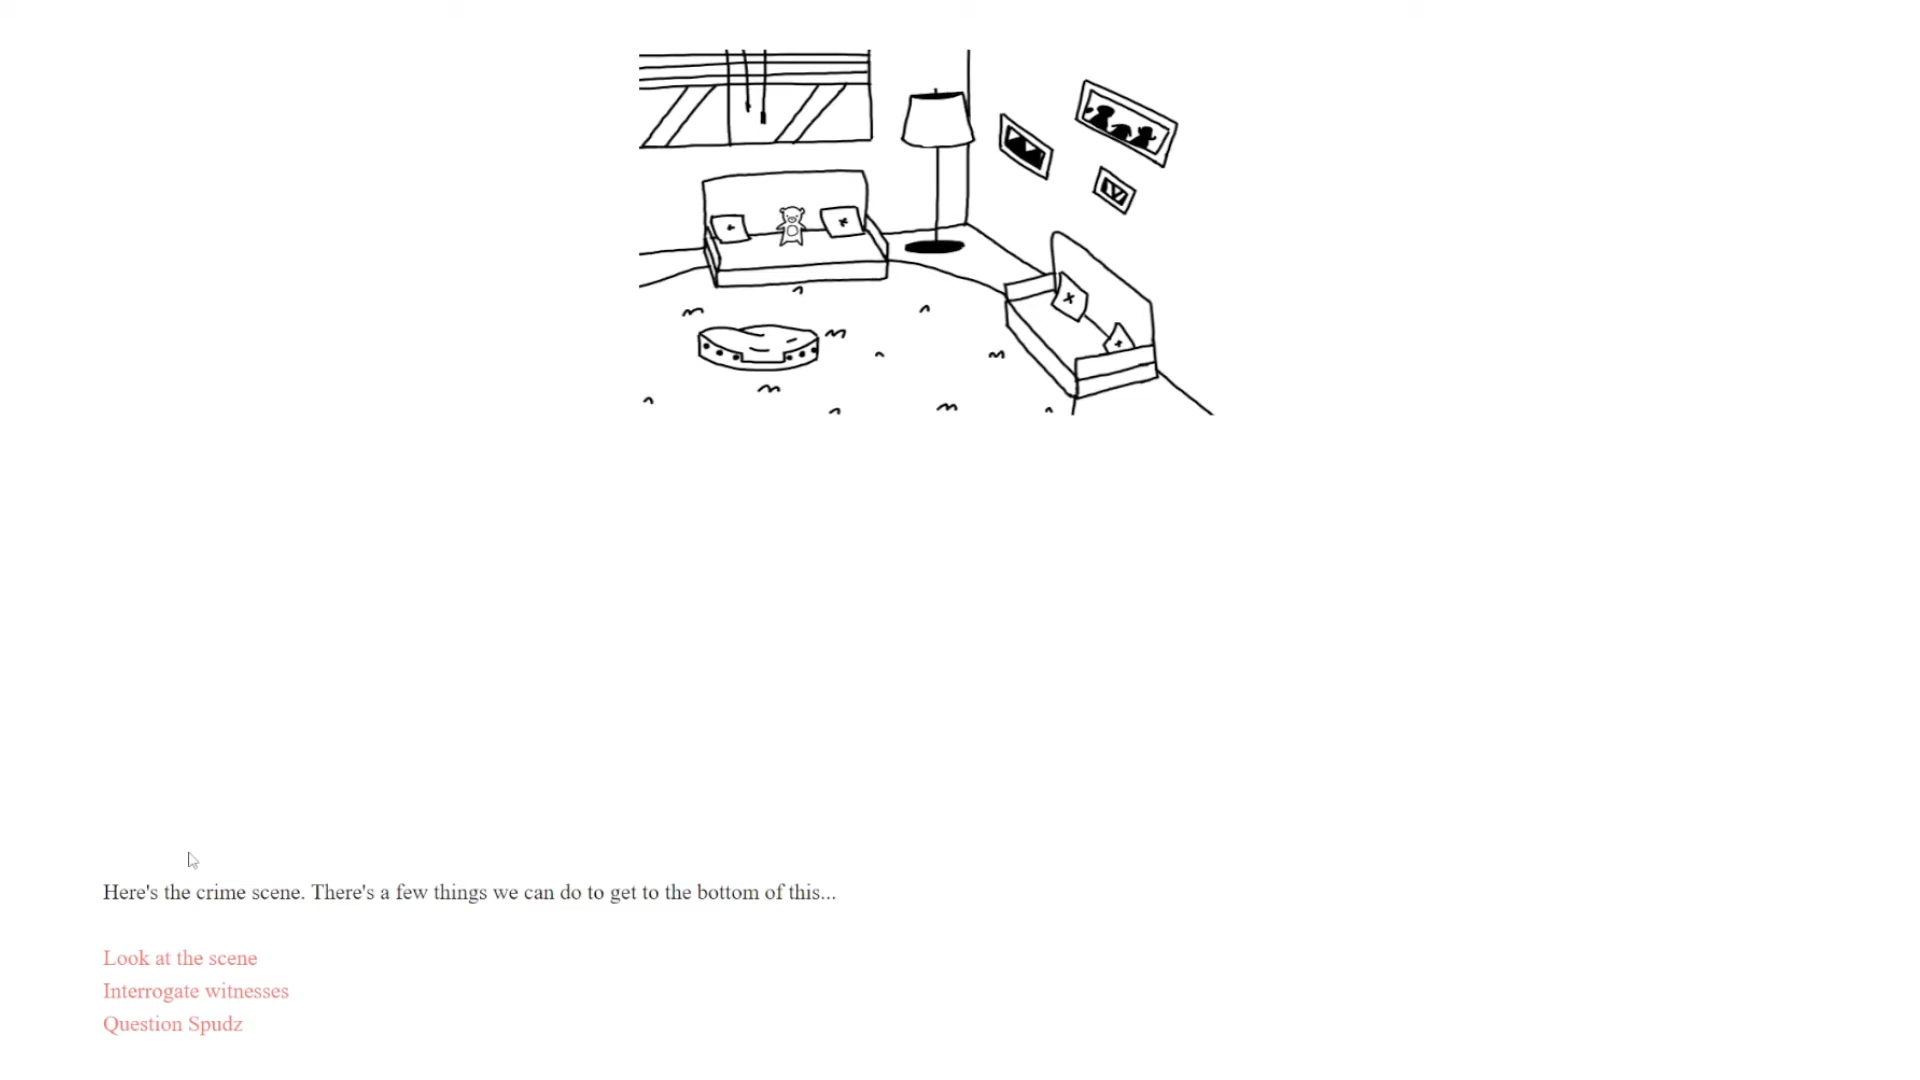 Here's the crime scene. There's a few things we can do to get to the bottom of this...
Look at the scene
Interrogate witnesses
Question Spudz